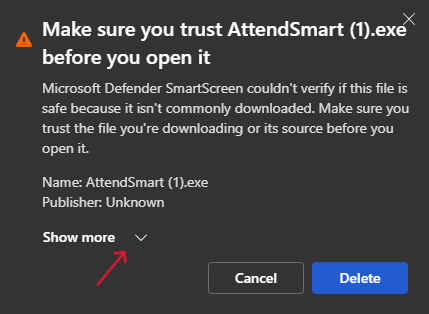 Make sure you trust AttendSmart (1).exe
before you open it
Microsoft Defender SmartScreen couldn't verify if this file is
safe because it isn't commonly downloaded. Make sure you
trust the file you're downloading or its source before you
open it.
Name: AttendSmart (1).exe
Publisher: Unknown
Show more
Cancel
Delete